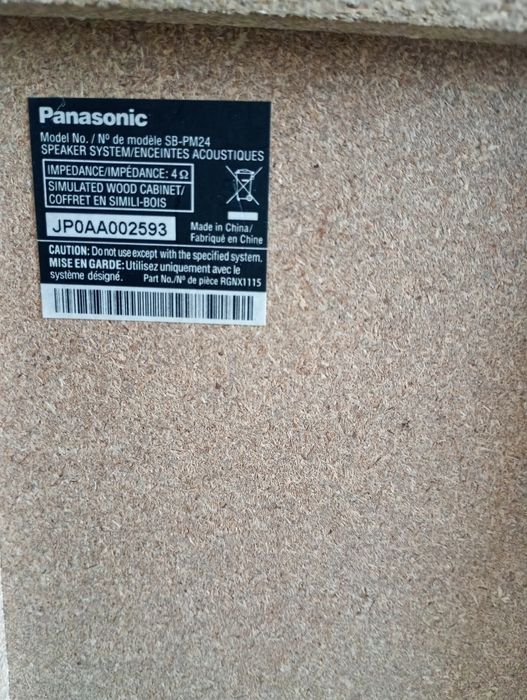 Panasonic
Model No. / Nº de modèle SB-PM24
SPEAKER SYSTEM/ENCEINTES ACOUSTIQUES
IMPEDANCE/IMPÉDANCE: 4 Ω
SIMULATED WOOD CABINET/
COFFRET EN SIMILI-BOIS
JP0AA002593
Made in China/
Fabriqué en Chine
CAUTION: Do not use except with the specified system.
MISE EN GARDE: Utilisez uniquement avec le
système désigné. Part No./Nº de pièce RGNX1115